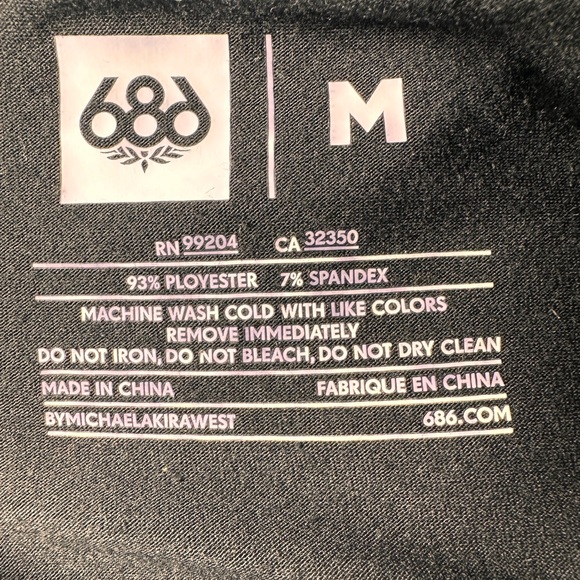 686 M
RN 99204 CA 32350
93% PLOYESTER 7% SPANDEX
MACHINE WASH COLD WITH LIKE COLORS
REMOVE IMMEDIATELY
DO NOT IRON, DO NOT BLEACH, DO NOT DRY CLEAN
MADE IN CHINA FABRIQUE EN CHINA
BYMICHAELAKIRAWEST 686.COM